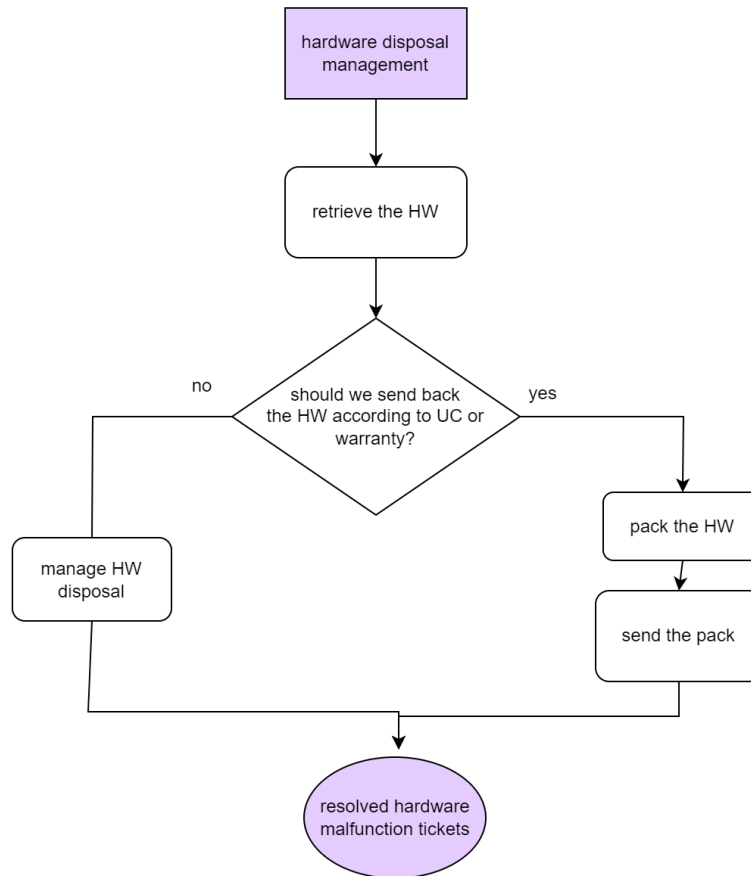 hardware disposal
management
retrieve the HW
no
should we send back
the HW according to UC or
warranty?
yes
pack the HW
manage HW
disposal
send the pack
resolved hardware
malfunction tickets